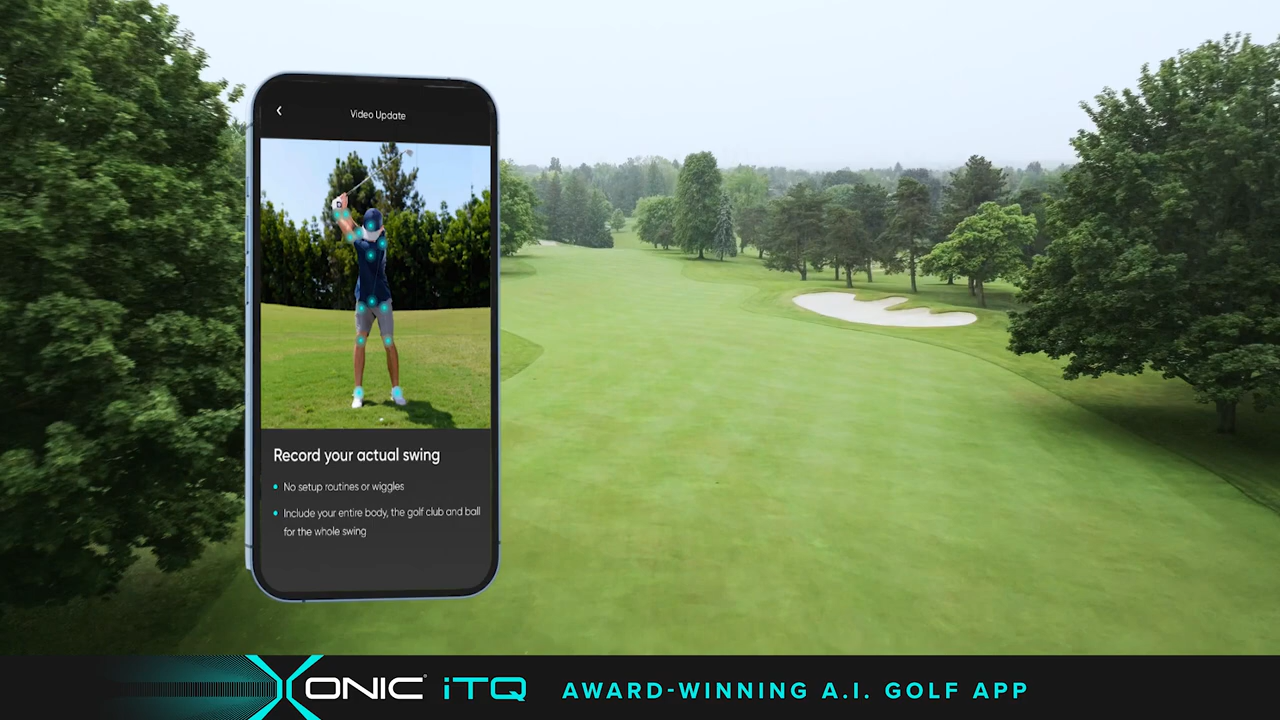 Video Update
Record your actual swing
• No setup routines or wiggles
• Include your entire body, the golf club and ball
for the whole swing
XONIC® iTQ AWARD-WINNING A.I. GOLF APP